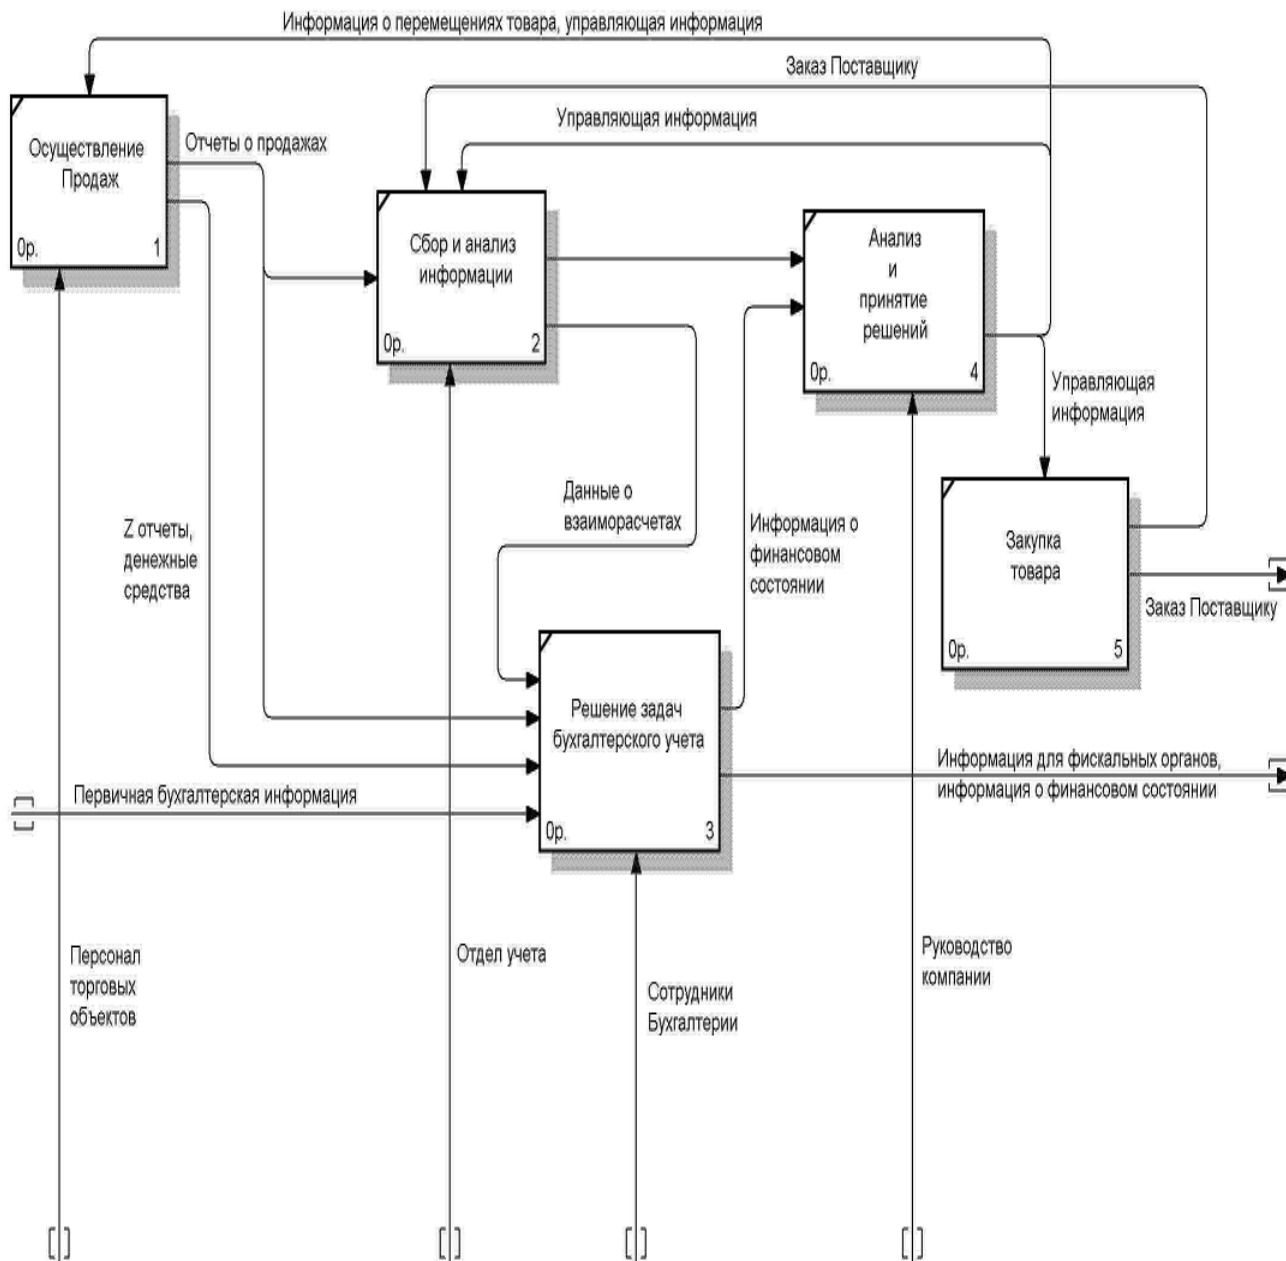 Информация о перемещениях товара, управляющая информация
Заказ Поставщику
Управляющая информация
Осуществление
Продаж
0р.
1
Отчеты о продажах
Сбор и анализ
информации
0р.
2
Анализ
и
принятие
решений
0р.
4
Управляющая
информация
Z отчеты,
денежные
средства
Данные о
взаиморасчетах
Информация о
финансовом
состоянии
Закупка
товара
0р.
5
Заказ Поставщику
Решение задач
бухгалтерского учета
0р.
3
Первичная бухгалтерская информация
Информация для фискальных органов,
информация о финансовом состоянии
Персонал
торговых
объектов
Отдел учета
Сотрудники
Бухгалтерии
Руководство
компании